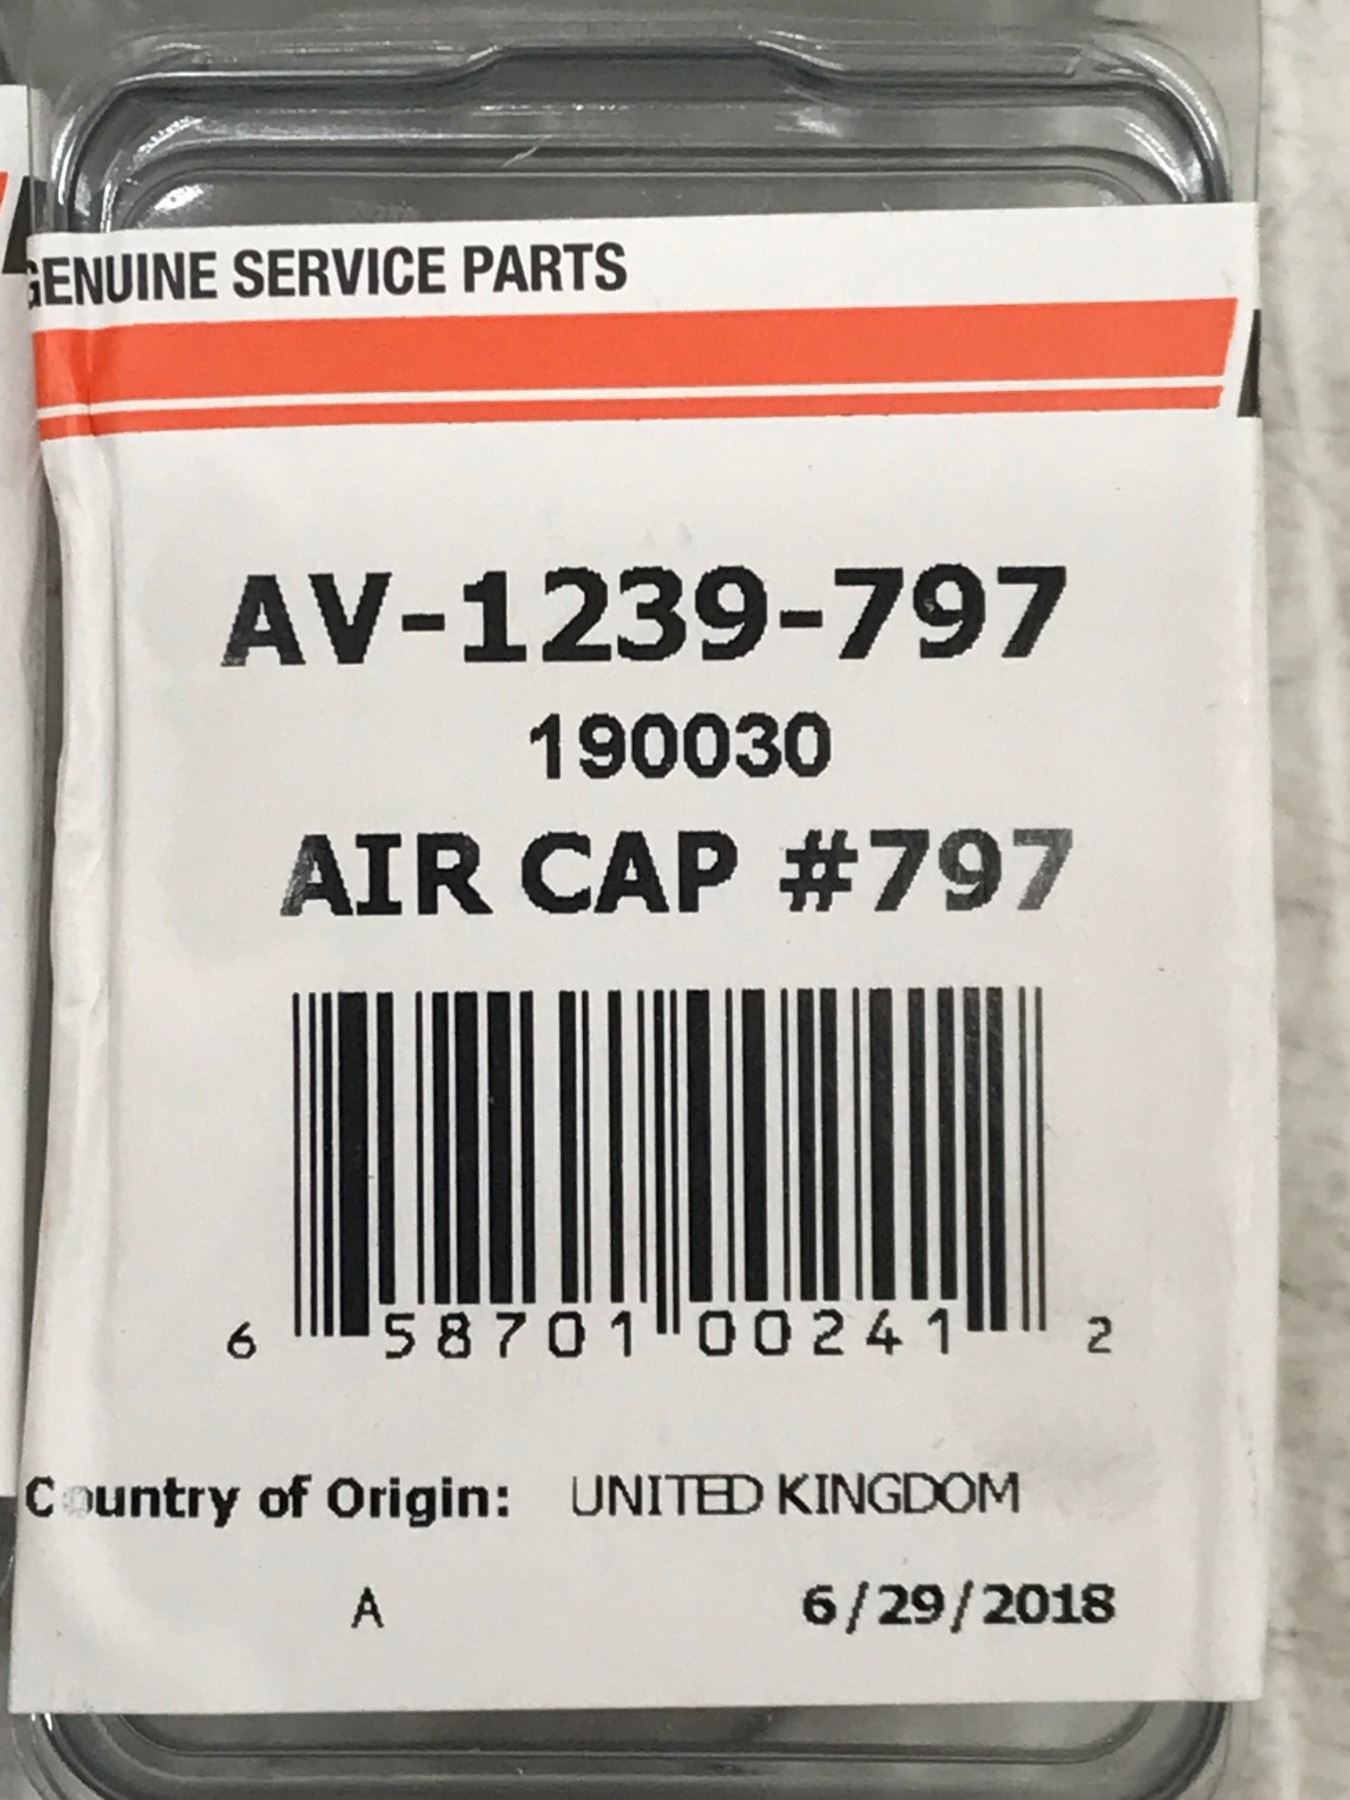 GENUINE SERVICE PARTS
AV-1239-797
190030
AIR CAP #797
6 58701 00241 2
Country of Origin: UNITED KINGDOM
A 6/29/2018